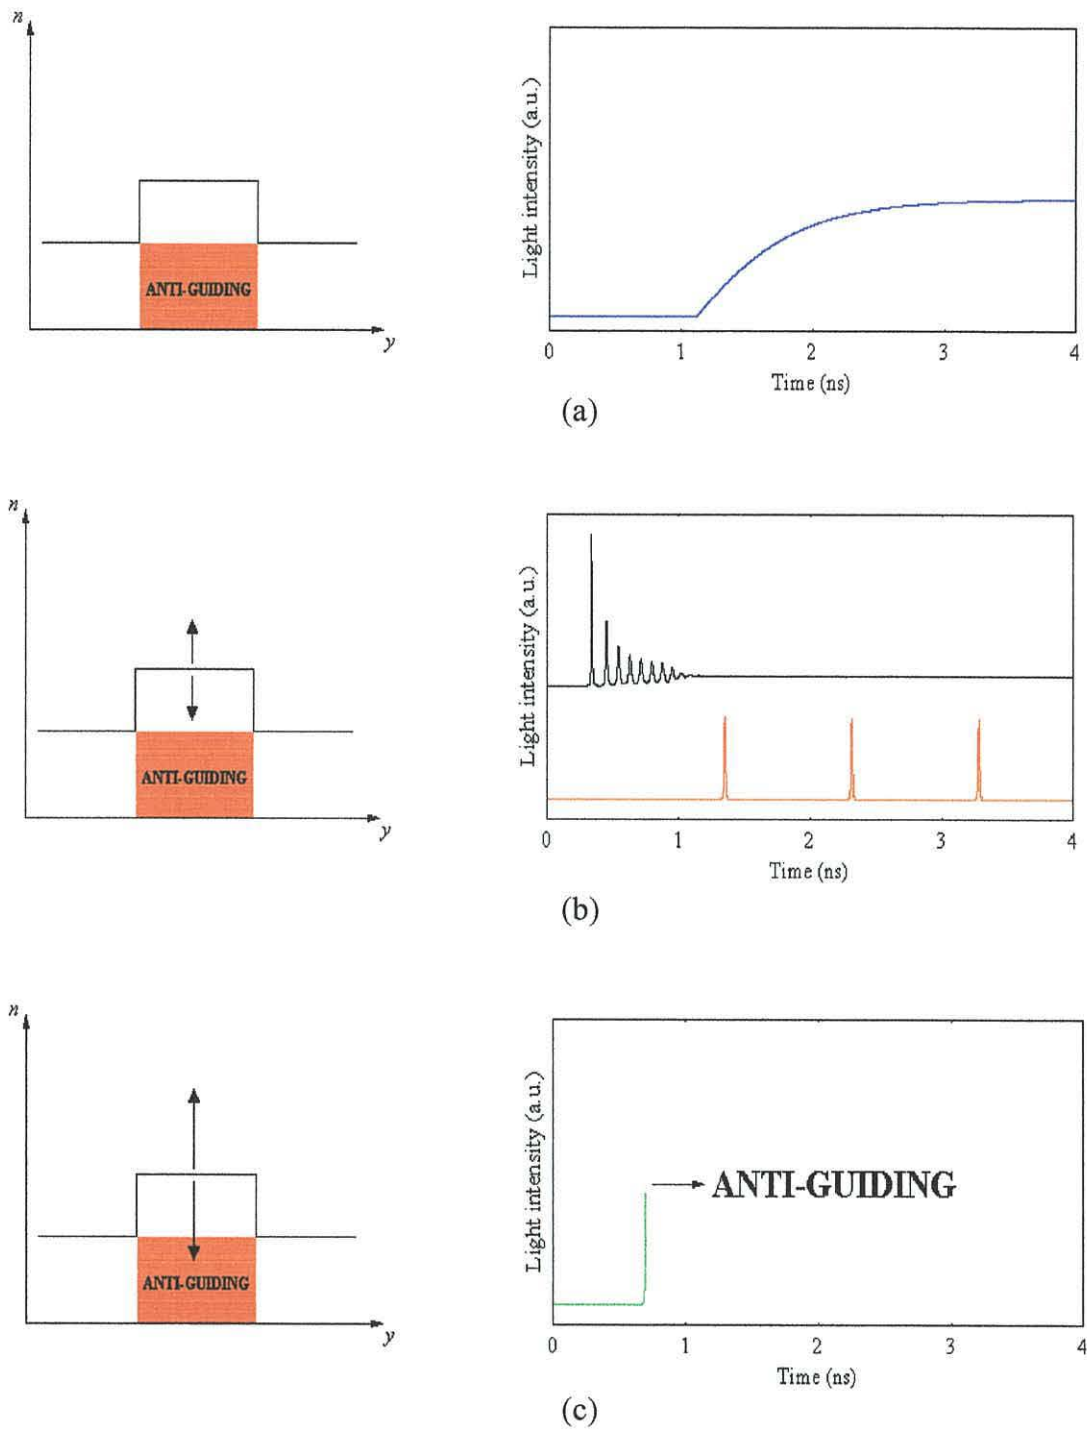 n
ANTI-GUIDING
y
Light intensity (a.u.)
0 1 2 3 4
Time (ns)
(a)
n
ANTI-GUIDING
y
Light intensity (a.u.)
0 1 2 3 4
Time (ns)
(b)
n
ANTI-GUIDING
y
Light intensity (a.u.)
ANTI-GUIDING
0 1 2 3 4
Time (ns)
(c)